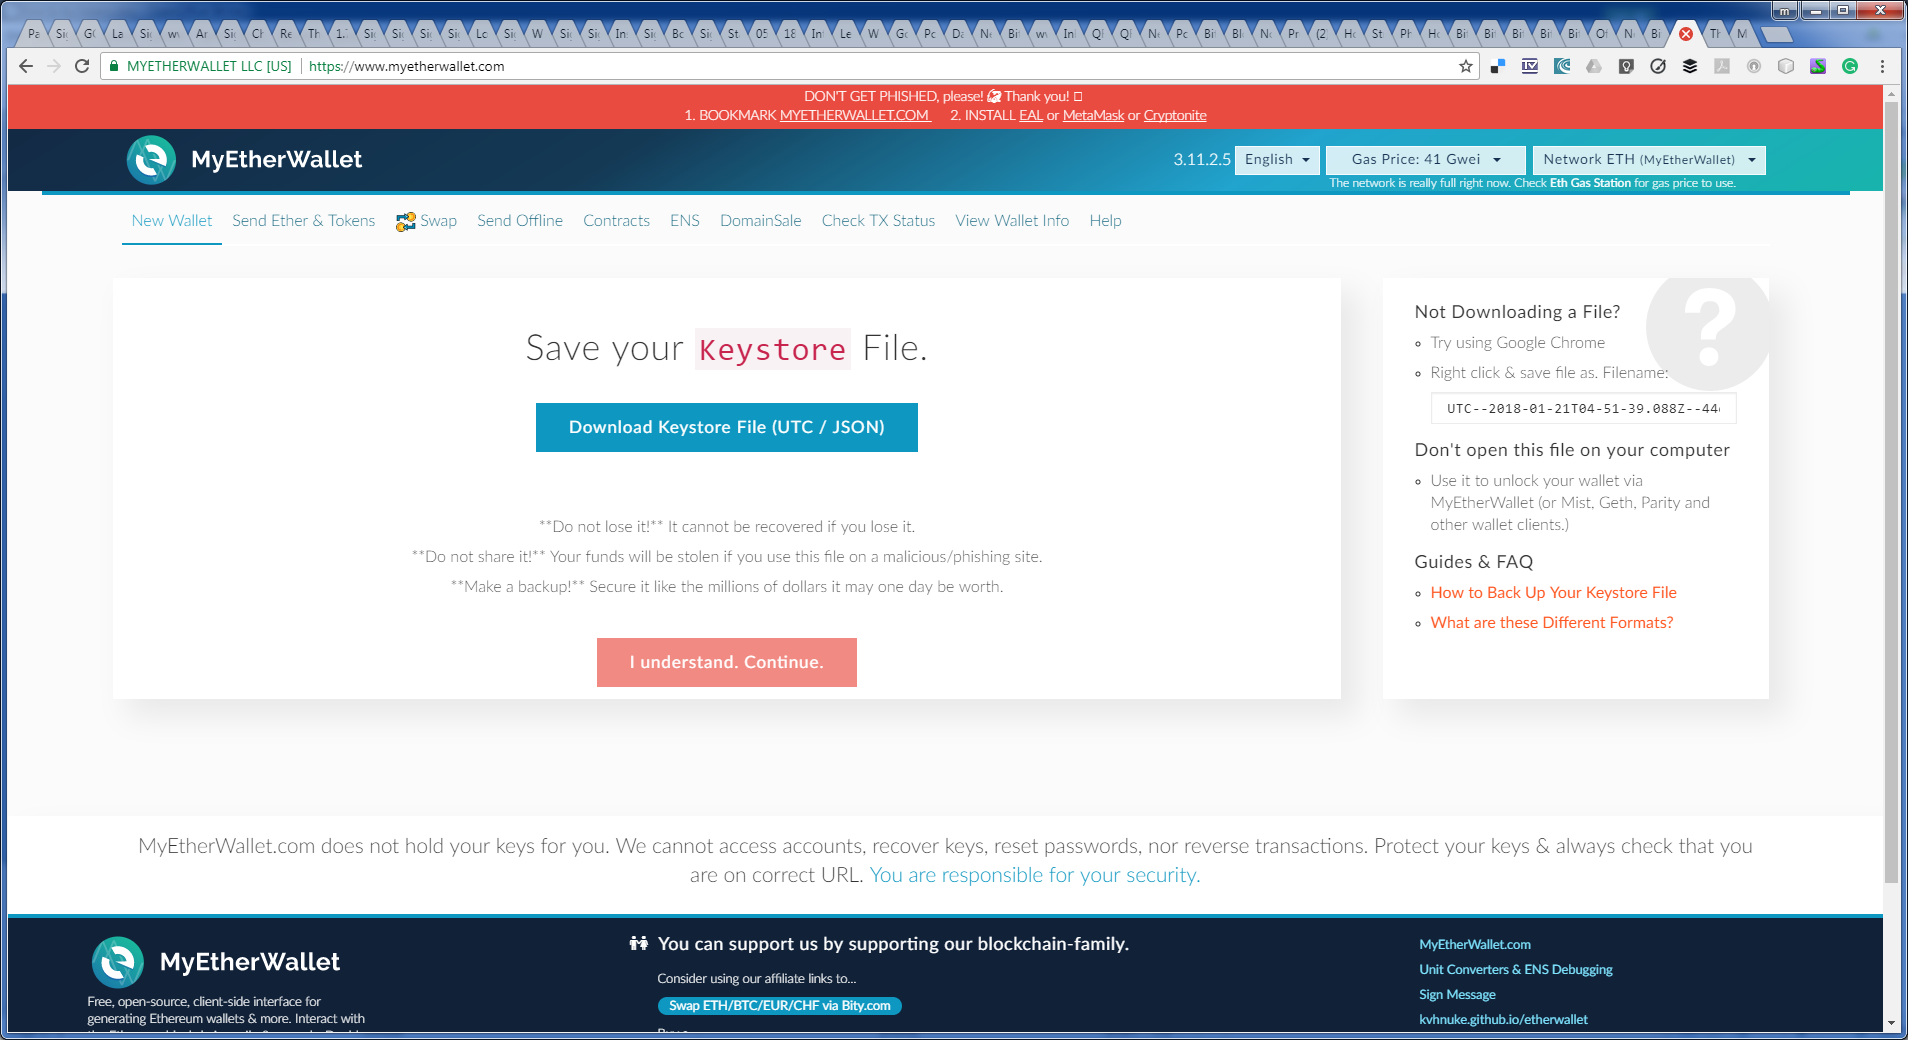 MYETHERWALLET LLC [US] https://www.myetherwallet.com
DON'T GET PHISHED, please! Thank you!
1. BOOKMARK MYETHERWALLET.COM 2. INSTALL EAL or MetaMask or Cryptonite
MyEtherWallet
3.11.2.5 English Gas Price: 41 Gwei Network ETH (MyEtherWallet)
The network is really full right now. Check Eth Gas Station for gas price to use.
New Wallet Send Ether & Tokens Swap Send Offline Contracts ENS DomainSale Check TX Status View Wallet Info Help
Save your Keystore File.
Download Keystore File (UTC / JSON)
**Do not lose it!** It cannot be recovered if you lose it.
**Do not share it!** Your funds will be stolen if you use this file on a malicious/phishing site.
**Make a backup!** Secure it like the millions of dollars it may one day be worth.
I understand. Continue.
Not Downloading a File?
Try using Google Chrome
Right click & save file as. Filename:
UTC--2018-01-21T04-51-39.088Z--44
Don't open this file on your computer
Use it to unlock your wallet via
MyEtherWallet (or Mist, Geth, Parity and
other wallet clients.)
Guides & FAQ
How to Back Up Your Keystore File
What are these Different Formats?
MyEtherWallet.com does not hold your keys for you. We cannot access accounts, recover keys, reset passwords, nor reverse transactions. Protect your keys & always check that you
are on correct URL. You are responsible for your security.
MyEtherWallet
Free, open-source, client-side interface for
generating Ethereum wallets & more. Interact with
You can support us by supporting our blockchain-family.
Consider using our affiliate links to...
Swap ETH/BTC/EUR/CHF via Bity.com
MyEtherWallet.com
Unit Converters & ENS Debugging
Sign Message
kvhnuke.github.io/etherwallet